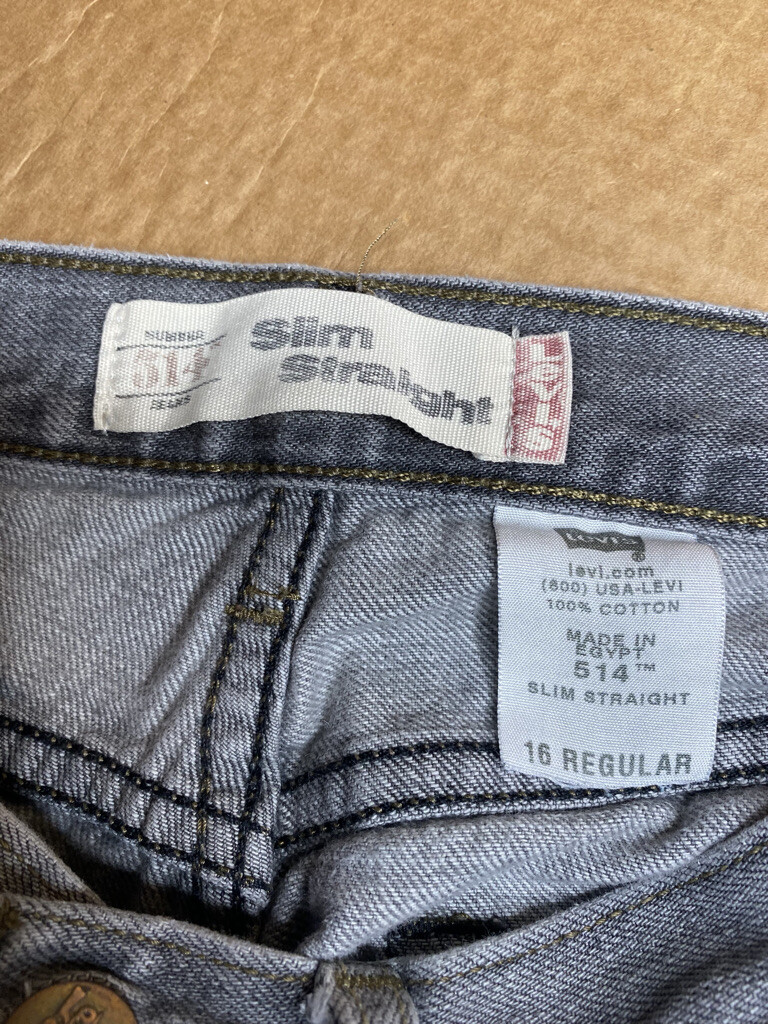 NUMBER
514
JEANS
Slim
Straight
LEVI'S
LEVI'S
®
levi.com
(800) USA-LEVI
100% COTTON
MADE IN
EGYPT
514™
SLIM STRAIGHT
16 REGULAR